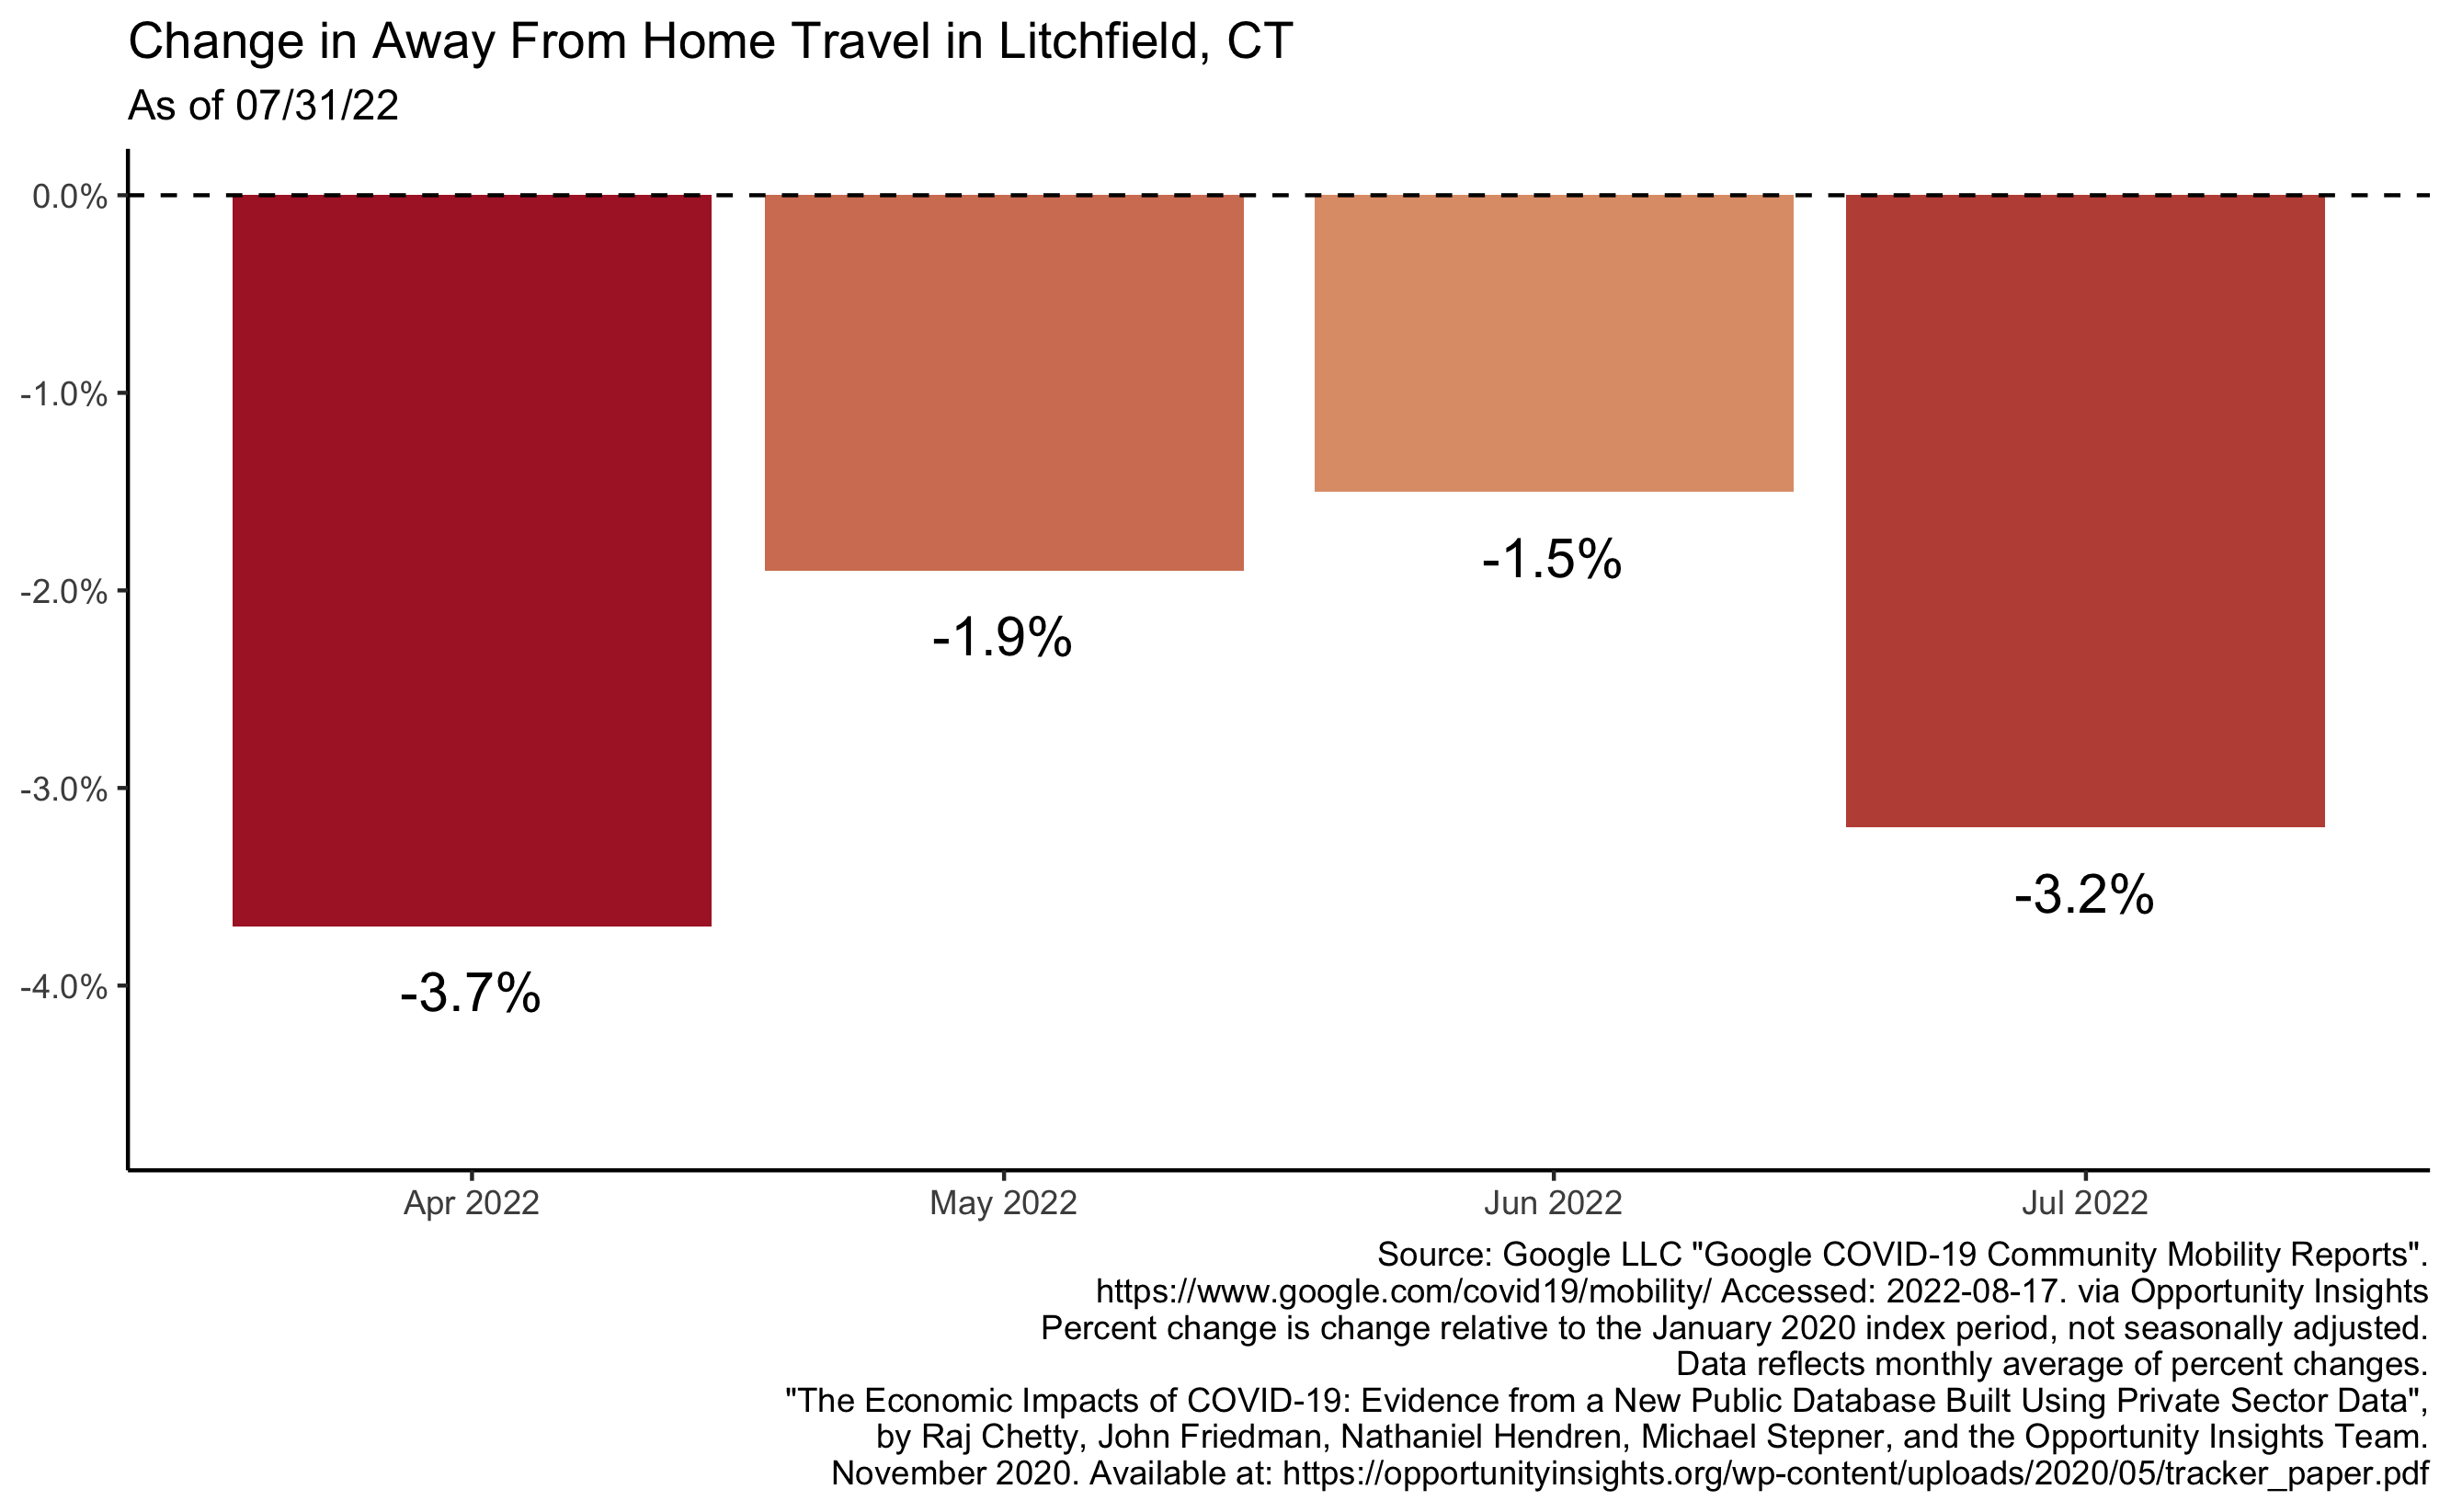 Change in Away From Home Travel in Litchfield, CT
As of 07/31/22
0.0%
-1.0%
-2.0%
-3.0%
-4.0%
-3.7%
-1.9%
-1.5%
-3.2%
Apr 2022
May 2022
Jun 2022
Jul 2022
Source: Google LLC "Google COVID-19 Community Mobility Reports".
https://www.google.com/covid19/mobility/ Accessed: 2022-08-17. via Opportunity Insights
Percent change is change relative to the January 2020 index period, not seasonally adjusted.
Data reflects monthly average of percent changes.
"The Economic Impacts of COVID-19: Evidence from a New Public Database Built Using Private Sector Data",
by Raj Chetty, John Friedman, Nathaniel Hendren, Michael Stepner, and the Opportunity Insights Team.
November 2020. Available at: https://opportunityinsights.org/wp-content/uploads/2020/05/tracker_paper.pdf